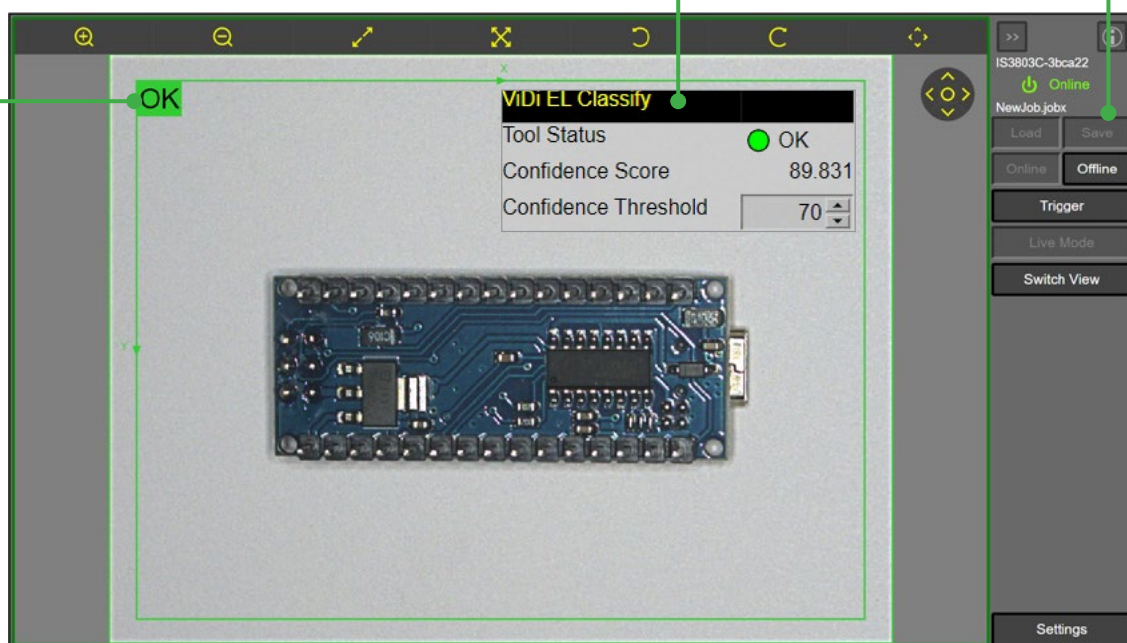 >>
IS3803C-3bca22
Online
NewJob.jobx
Load Save
Online Offline
Trigger
Live Mode
Switch View
Settings
X
Y
OK
ViDi EL Classify
Tool Status OK
Confidence Score 89.831
Confidence Threshold 70
C106